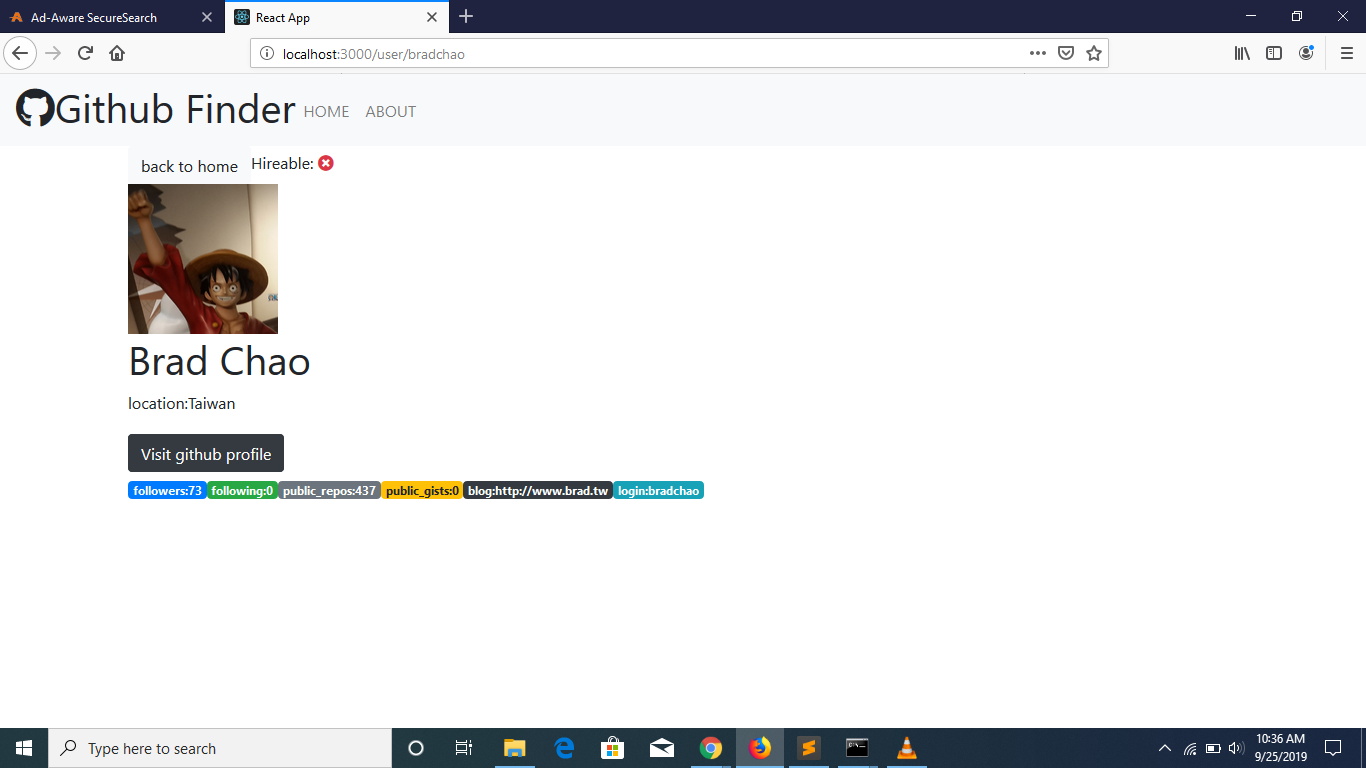 Ad-Aware SecureSearch
React App
localhost:3000/user/bradchao
Github Finder HOME ABOUT
back to home Hireable:
Brad Chao
location:Taiwan
Visit github profile
followers:73 following:0 public_repos:437 public_gists:0 blog:http://www.brad.tw login:bradchao
Type here to search
10:36 AM
9/25/2019